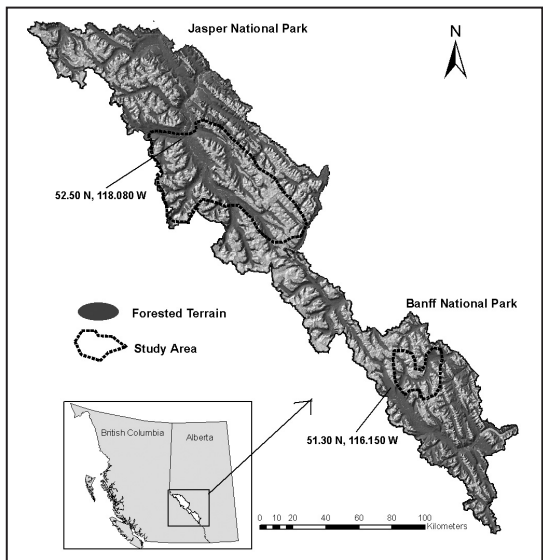 Jasper National Park
N
52.50 N, 118.080 W
Banff National Park
Forested Terrain
Study Area
51.30 N, 116.150 W
British Columbia
Alberta
0 10 20 40 60 80 100
Kilometers